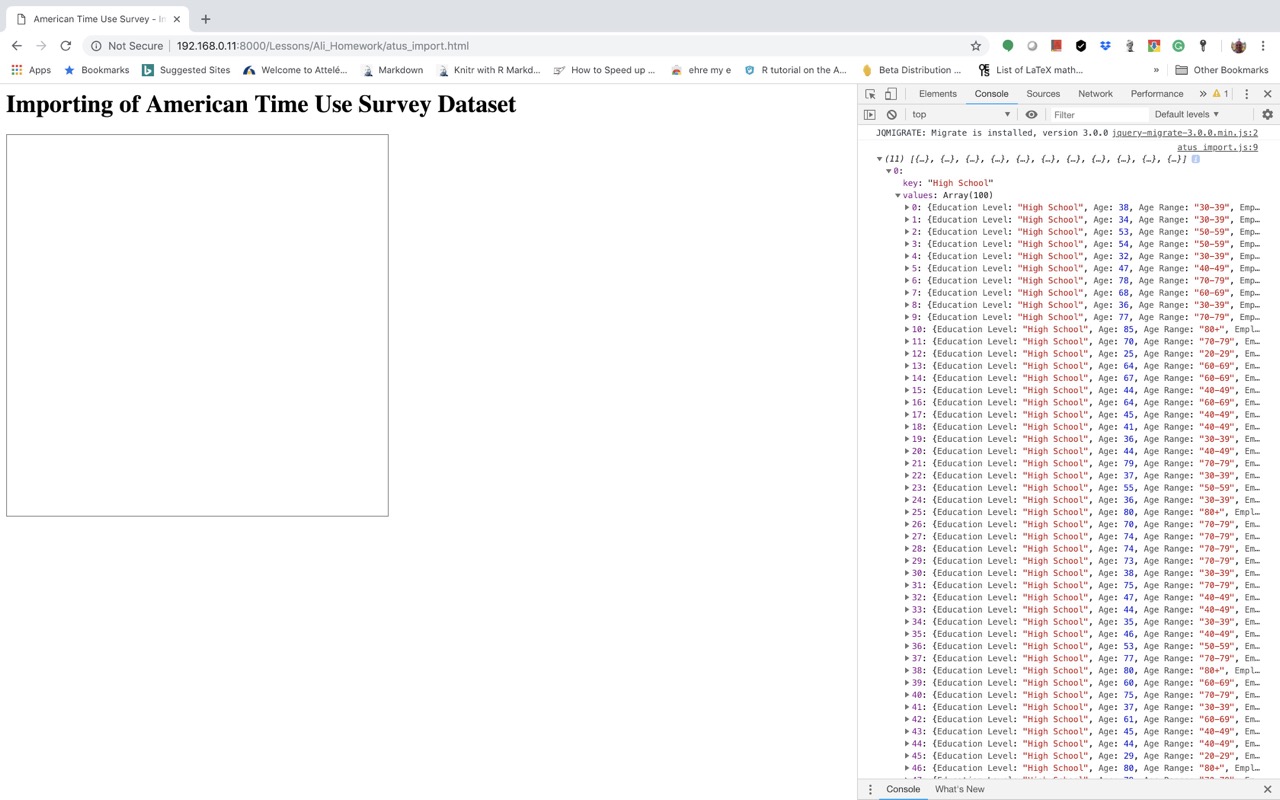 American Time Use Survey - In
Not Secure 192.168.0.11:8000/Lessons/Ali_Homework/atus_import.html
Apps Bookmarks Suggested Sites Welcome to Attelé... Markdown Knitr with R Markd... How to Speed up ... ehre my e R tutorial on the A... Beta Distribution ... List of LaTeX math... » Other Bookmarks
Importing of American Time Use Survey Dataset
Elements Console Sources Network Performance » 1
top Filter Default levels
JQMIGRATE: Migrate is installed, version 3.0.0 jquery-migrate-3.0.0.min.js:2
atus_import.js:9
(11) [{…}, {…}, {…}, {…}, {…}, {…}, {…}, {…}, {…}, {…}, {…}]
0:
key: "High School"
values: Array(100)
0: {Education Level: "High School", Age: 38, Age Range: "30-39", Emp…
1: {Education Level: "High School", Age: 34, Age Range: "30-39", Emp…
2: {Education Level: "High School", Age: 53, Age Range: "50-59", Emp…
3: {Education Level: "High School", Age: 54, Age Range: "50-59", Emp…
4: {Education Level: "High School", Age: 32, Age Range: "30-39", Emp…
5: {Education Level: "High School", Age: 47, Age Range: "40-49", Emp…
6: {Education Level: "High School", Age: 78, Age Range: "70-79", Emp…
7: {Education Level: "High School", Age: 68, Age Range: "60-69", Emp…
8: {Education Level: "High School", Age: 36, Age Range: "30-39", Emp…
9: {Education Level: "High School", Age: 77, Age Range: "70-79", Emp…
10: {Education Level: "High School", Age: 85, Age Range: "80+", Empl…
11: {Education Level: "High School", Age: 70, Age Range: "70-79", Em…
12: {Education Level: "High School", Age: 25, Age Range: "20-29", Em…
13: {Education Level: "High School", Age: 64, Age Range: "60-69", Em…
14: {Education Level: "High School", Age: 67, Age Range: "60-69", Em…
15: {Education Level: "High School", Age: 44, Age Range: "40-49", Em…
16: {Education Level: "High School", Age: 64, Age Range: "60-69", Em…
17: {Education Level: "High School", Age: 45, Age Range: "40-49", Em…
18: {Education Level: "High School", Age: 41, Age Range: "40-49", Em…
19: {Education Level: "High School", Age: 36, Age Range: "30-39", Em…
20: {Education Level: "High School", Age: 44, Age Range: "40-49", Em…
21: {Education Level: "High School", Age: 79, Age Range: "70-79", Em…
22: {Education Level: "High School", Age: 37, Age Range: "30-39", Em…
23: {Education Level: "High School", Age: 55, Age Range: "50-59", Em…
24: {Education Level: "High School", Age: 36, Age Range: "30-39", Em…
25: {Education Level: "High School", Age: 80, Age Range: "80+", Empl…
26: {Education Level: "High School", Age: 70, Age Range: "70-79", Em…
27: {Education Level: "High School", Age: 74, Age Range: "70-79", Em…
28: {Education Level: "High School", Age: 74, Age Range: "70-79", Em…
29: {Education Level: "High School", Age: 73, Age Range: "70-79", Em…
30: {Education Level: "High School", Age: 38, Age Range: "30-39", Em…
31: {Education Level: "High School", Age: 75, Age Range: "70-79", Em…
32: {Education Level: "High School", Age: 47, Age Range: "40-49", Em…
33: {Education Level: "High School", Age: 44, Age Range: "40-49", Em…
34: {Education Level: "High School", Age: 35, Age Range: "30-39", Em…
35: {Education Level: "High School", Age: 46, Age Range: "40-49", Em…
36: {Education Level: "High School", Age: 53, Age Range: "50-59", Em…
37: {Education Level: "High School", Age: 77, Age Range: "70-79", Em…
38: {Education Level: "High School", Age: 80, Age Range: "80+", Empl…
39: {Education Level: "High School", Age: 60, Age Range: "60-69", Em…
40: {Education Level: "High School", Age: 75, Age Range: "70-79", Em…
41: {Education Level: "High School", Age: 37, Age Range: "30-39", Em…
42: {Education Level: "High School", Age: 61, Age Range: "60-69", Em…
43: {Education Level: "High School", Age: 45, Age Range: "40-49", Em…
44: {Education Level: "High School", Age: 44, Age Range: "40-49", Em…
45: {Education Level: "High School", Age: 29, Age Range: "20-29", Em…
46: {Education Level: "High School", Age: 80, Age Range: "80+", Empl…
Console What's New